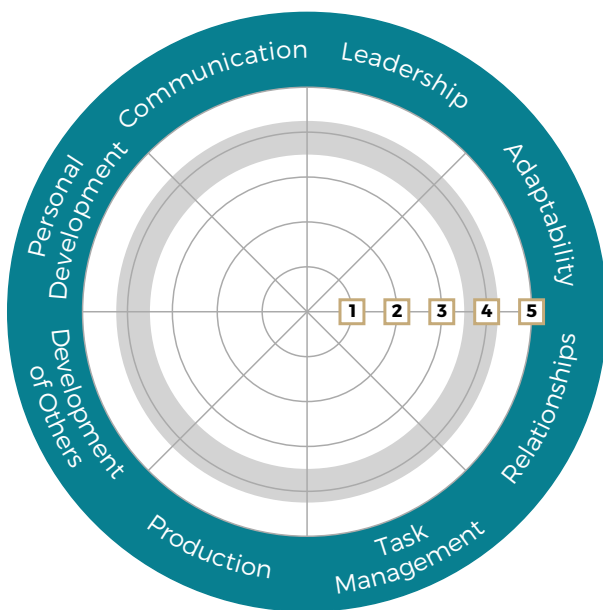 Communication
Leadership
Adaptability
Relationships
Task
Management
Production
Development
of Others
Personal
Development
1
2
3
4
5